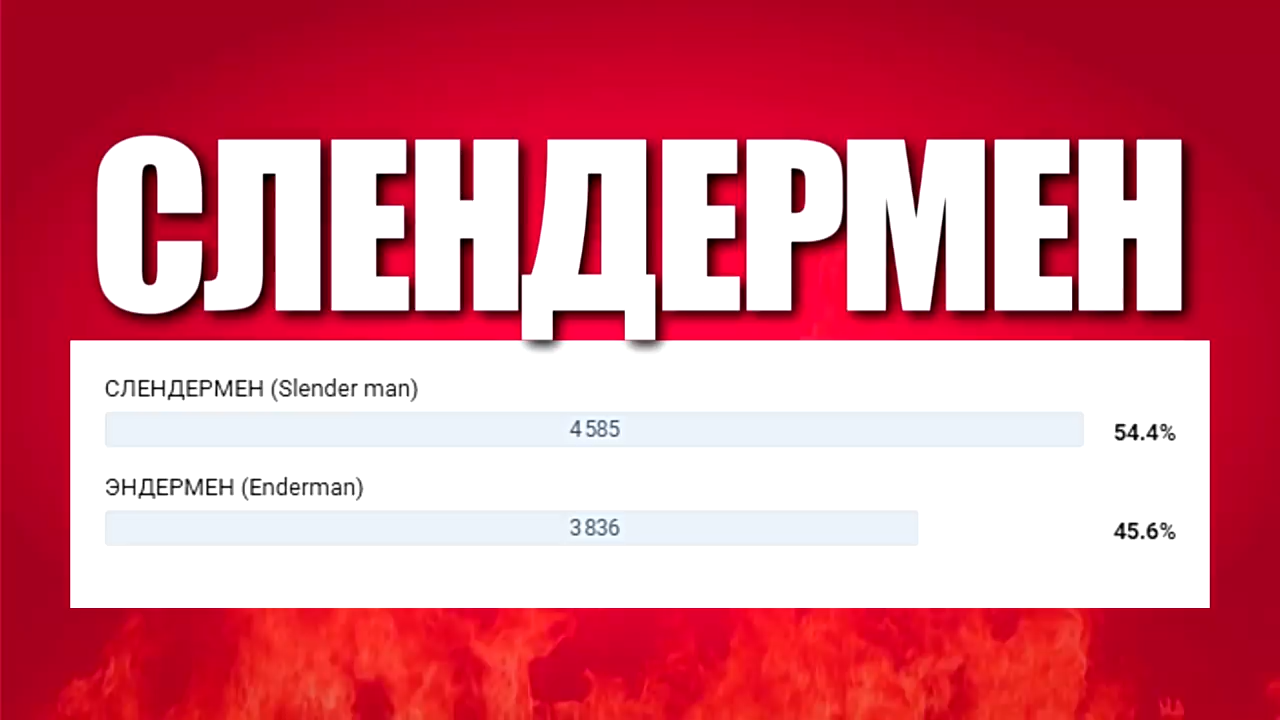 СЛЕНДЕРМЕН
СЛЕНДЕРМЕН (Slender man)
4 585 54.4%
ЭНДЕРМЕН (Enderman)
3 836 45.6%